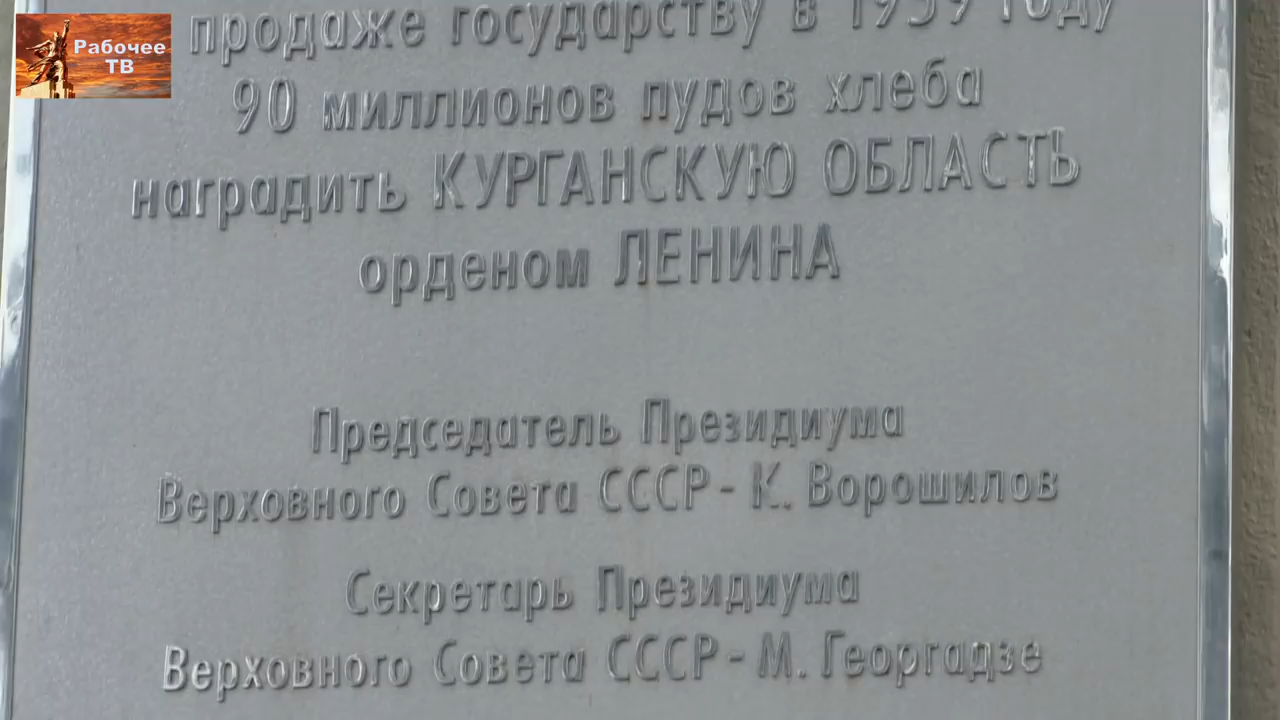 Рабочее
ТВ
продаже государству в 1959 году
90 миллионов пудов хлеба
наградить КУРГАНСКУЮ ОБЛАСТЬ
орденом ЛЕНИНА
Председатель Президиума
Верховного Совета СССР - К. Ворошилов
Секретарь Президиума
Верховного Совета СССР - М. Георгадзе